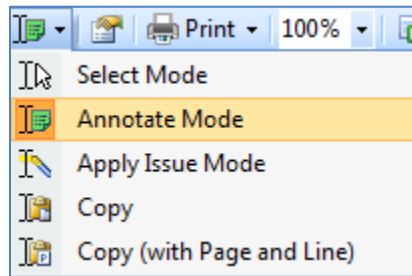 Print 100%
Select Mode
Annotate Mode
Apply Issue Mode
Copy
Copy (with Page and Line)